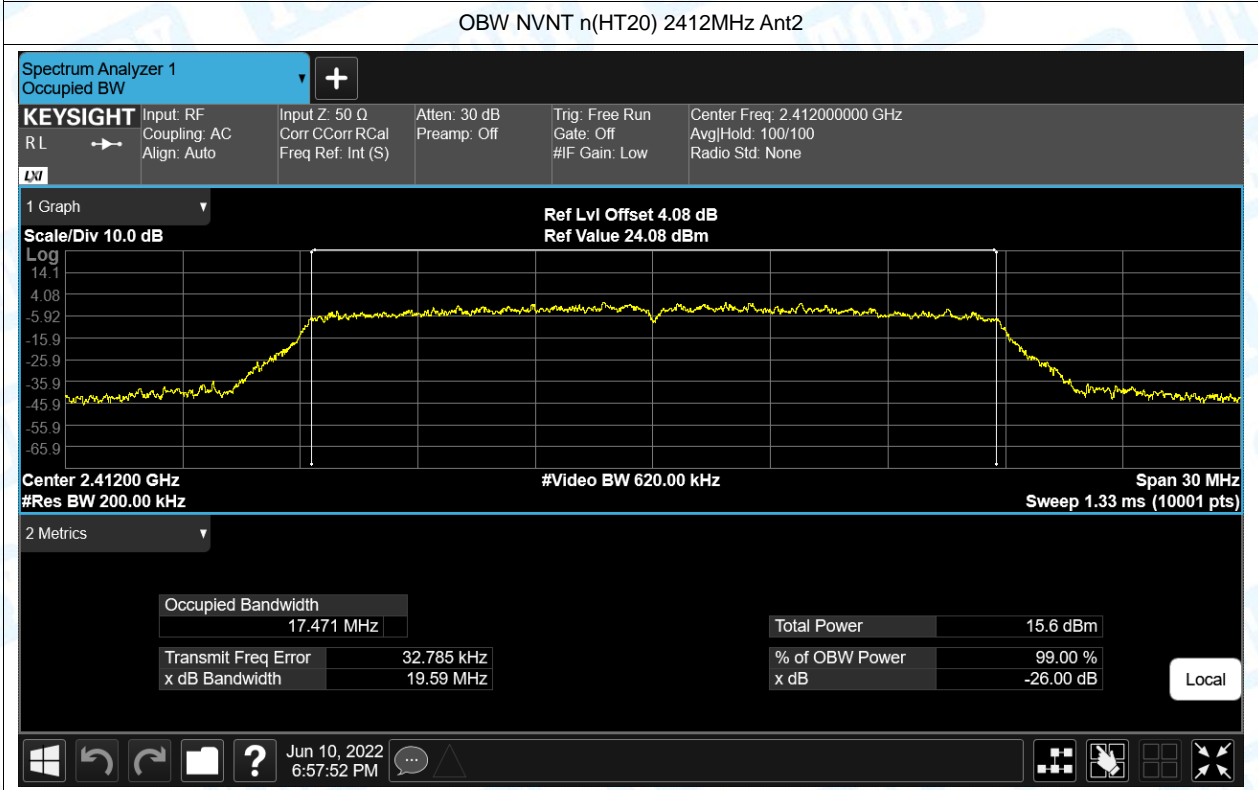 OBW NVNT n(HT20) 2412MHz Ant2
Spectrum Analyzer 1
Occupied BW
KEYSIGHT
R L
LXI
Input: RF
Coupling: AC
Align: Auto
Input Z: 50 Ω
Corr CCorr RCal
Freq Ref: Int (S)
Atten: 30 dB
Preamp: Off
Trig: Free Run
Gate: Off
#IF Gain: Low
Center Freq: 2.412000000 GHz
Avg|Hold: 100/100
Radio Std: None
1 Graph
Scale/Div 10.0 dB
Ref Lvl Offset 4.08 dB
Ref Value 24.08 dBm
Log
14.1
4.08
-5.92
-15.9
-25.9
-35.9
-45.9
-55.9
-65.9
Center 2.41200 GHz
#Video BW 620.00 kHz
Span 30 MHz
#Res BW 200.00 kHz
Sweep 1.33 ms (10001 pts)
2 Metrics
Occupied Bandwidth
17.471 MHz
Total Power 15.6 dBm
Transmit Freq Error 32.785 kHz
% of OBW Power 99.00 %
x dB Bandwidth 19.59 MHz
x dB -26.00 dB
Local
?
Jun 10, 2022
6:57:52 PM